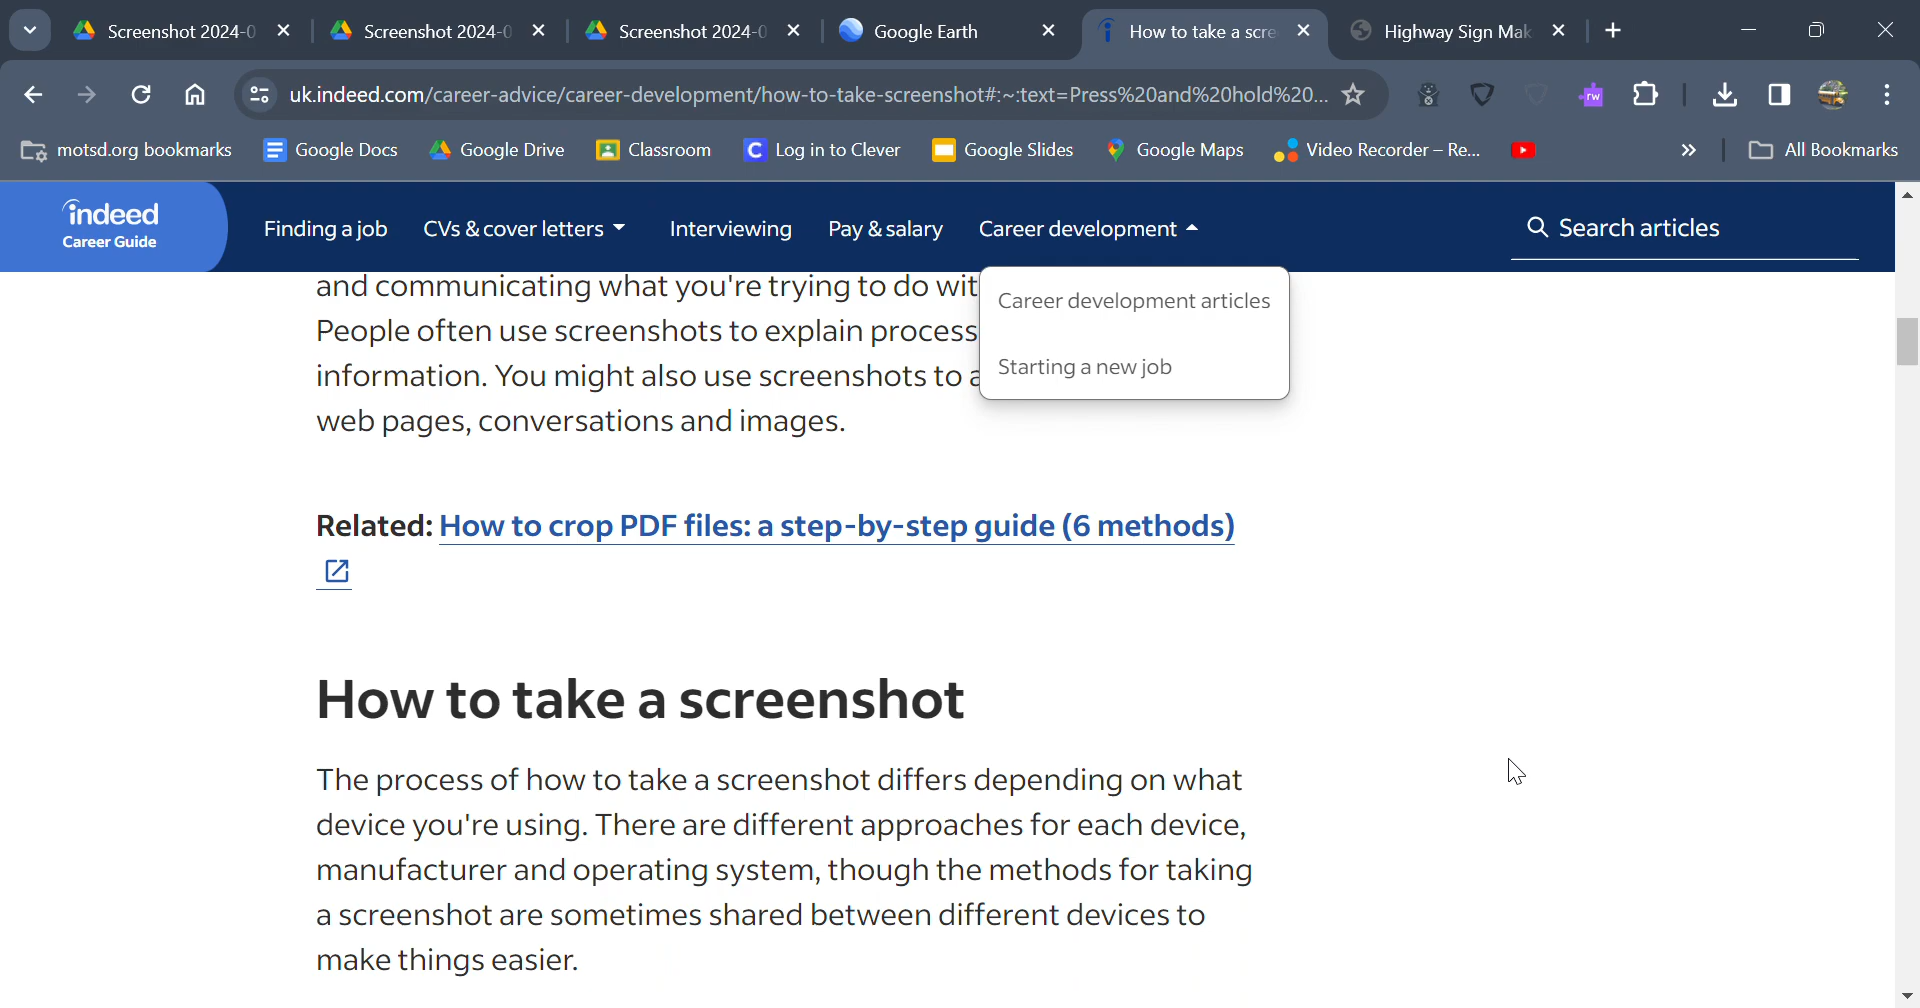 Screenshot 2024-0
Screenshot 2024-0
Screenshot 2024-0
Google Earth
How to take a scre
Highway Sign Mak
uk.indeed.com/career-advice/career-development/how-to-take-screenshot#:~:text=Press%20and%20hold%20...
rw
motsd.org bookmarks
Google Docs
Google Drive
Classroom
C Log in to Clever
Google Slides
Google Maps
Video Recorder – Re...
»
All Bookmarks
indeed
Career Guide
Finding a job
CVs & cover letters
Interviewing
Pay & salary
Career development
Search articles
Career development articles
Starting a new job
and communicating what you're trying to do wit
People often use screenshots to explain process
information. You might also use screenshots to a
web pages, conversations and images.
Related: How to crop PDF files: a step-by-step guide (6 methods)
How to take a screenshot
The process of how to take a screenshot differs depending on what
device you're using. There are different approaches for each device,
manufacturer and operating system, though the methods for taking
a screenshot are sometimes shared between different devices to
make things easier.